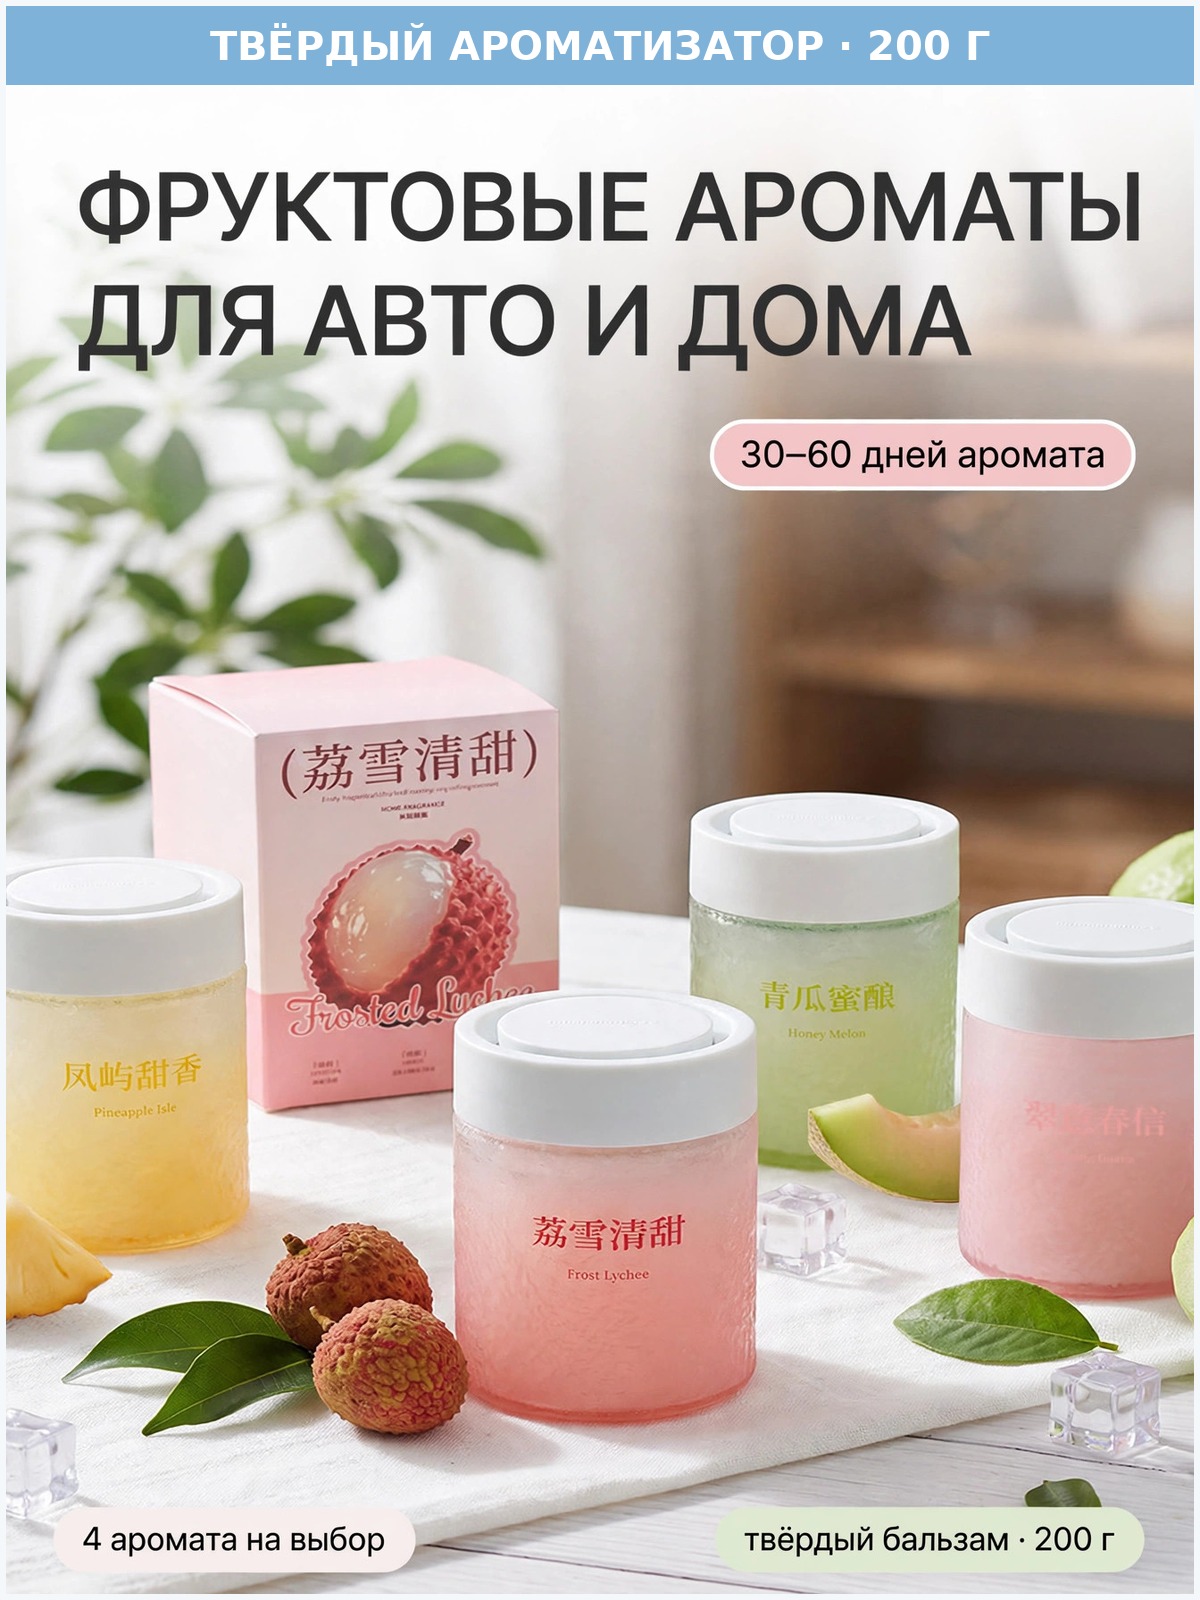 ТВЁРДЫЙ АРОМАТИЗАТОР · 200 Г
ФРУКТОВЫЕ АРОМАТЫ
ДЛЯ АВТО И ДОМА
30–60 дней аромата
(荔雪清甜)
HOME FRAGRANCE
Frosted Lychee
青瓜蜜酿
Honey Melon
凤屿甜香
Pineapple Isle
春信
荔雪清甜
Frost Lychee
4 аромата на выбор
твёрдый бальзам · 200 г